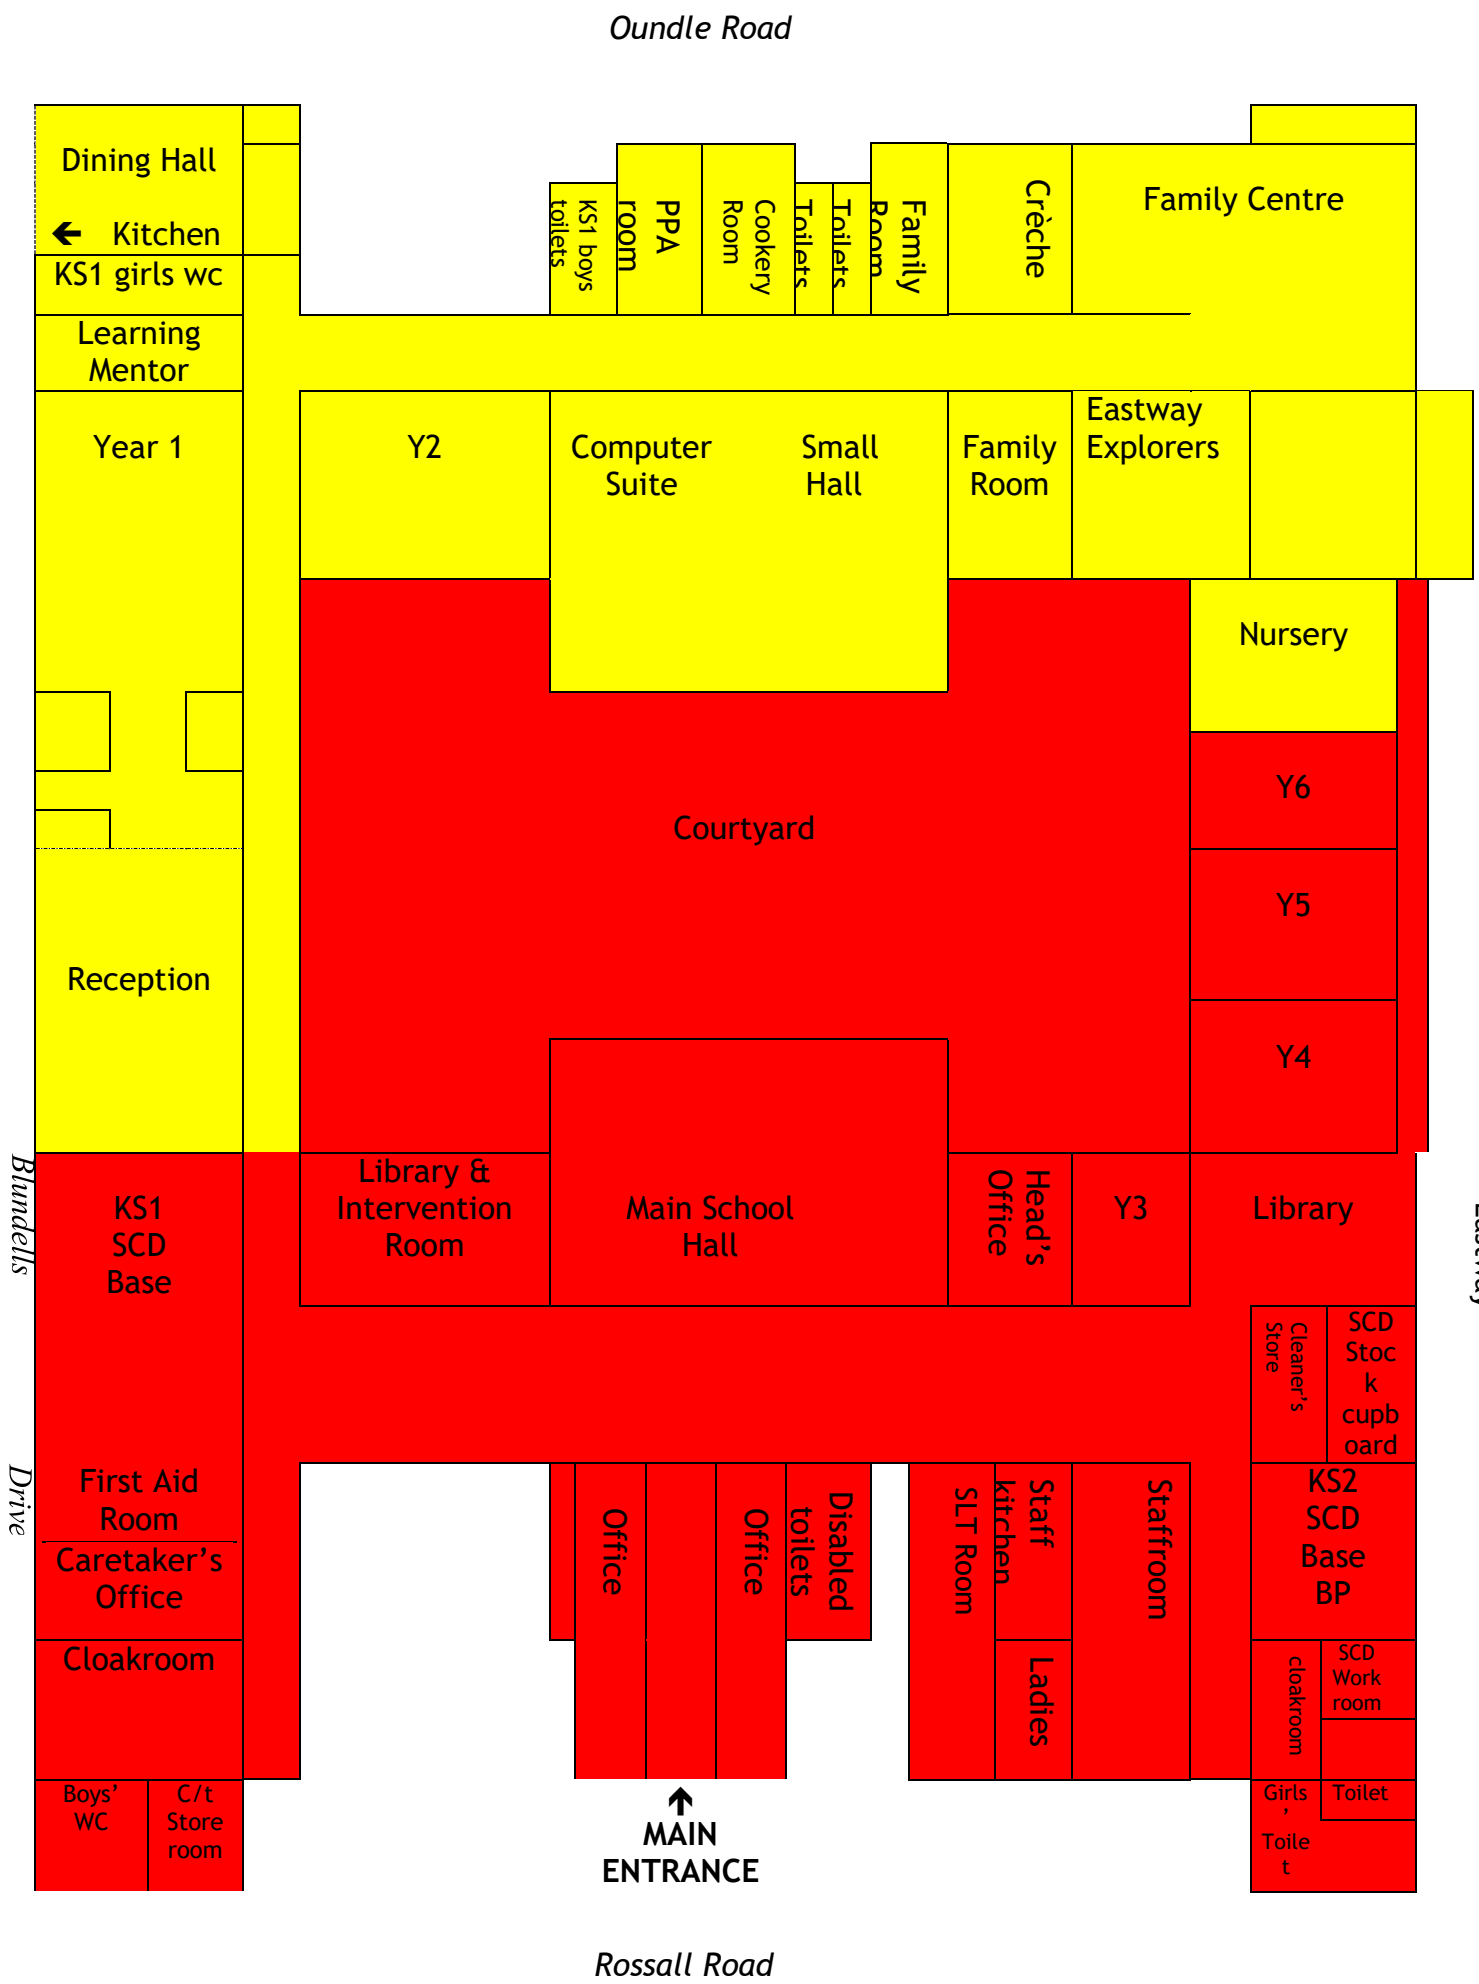 Oundle Road
Dining Hall
← Kitchen
KS1 girls wc
Learning
Mentor
KS1 boys
toilets
PPA
room
Cookery
Room
Toilets
Toilets
Family
Room
Crèche
Family Centre
Year 1
Y2
Computer
Suite
Small
Hall
Family
Room
Eastway
Explorers
Nursery
Y6
Courtyard
Y5
Reception
Y4
Blundells
Drive
KS1
SCD
Base
Library &
Intervention
Room
Main School
Hall
Head's
Office
Y3
Library
Eastway
Cleaner's
Store
SCD
Stoc
k
cupb
oard
First Aid
Room
Caretaker's
Office
Office
Office
Disabled
toilets
SLT Room
Staff
kitchen
Staffroom
KS2
SCD
Base
BP
Cloakroom
Ladies
cloakroom
SCD
Work
room
Boys'
WC
C/t
Store
room
↑
MAIN
ENTRANCE
Girls
'
Toile
t
Toilet
Rossall Road